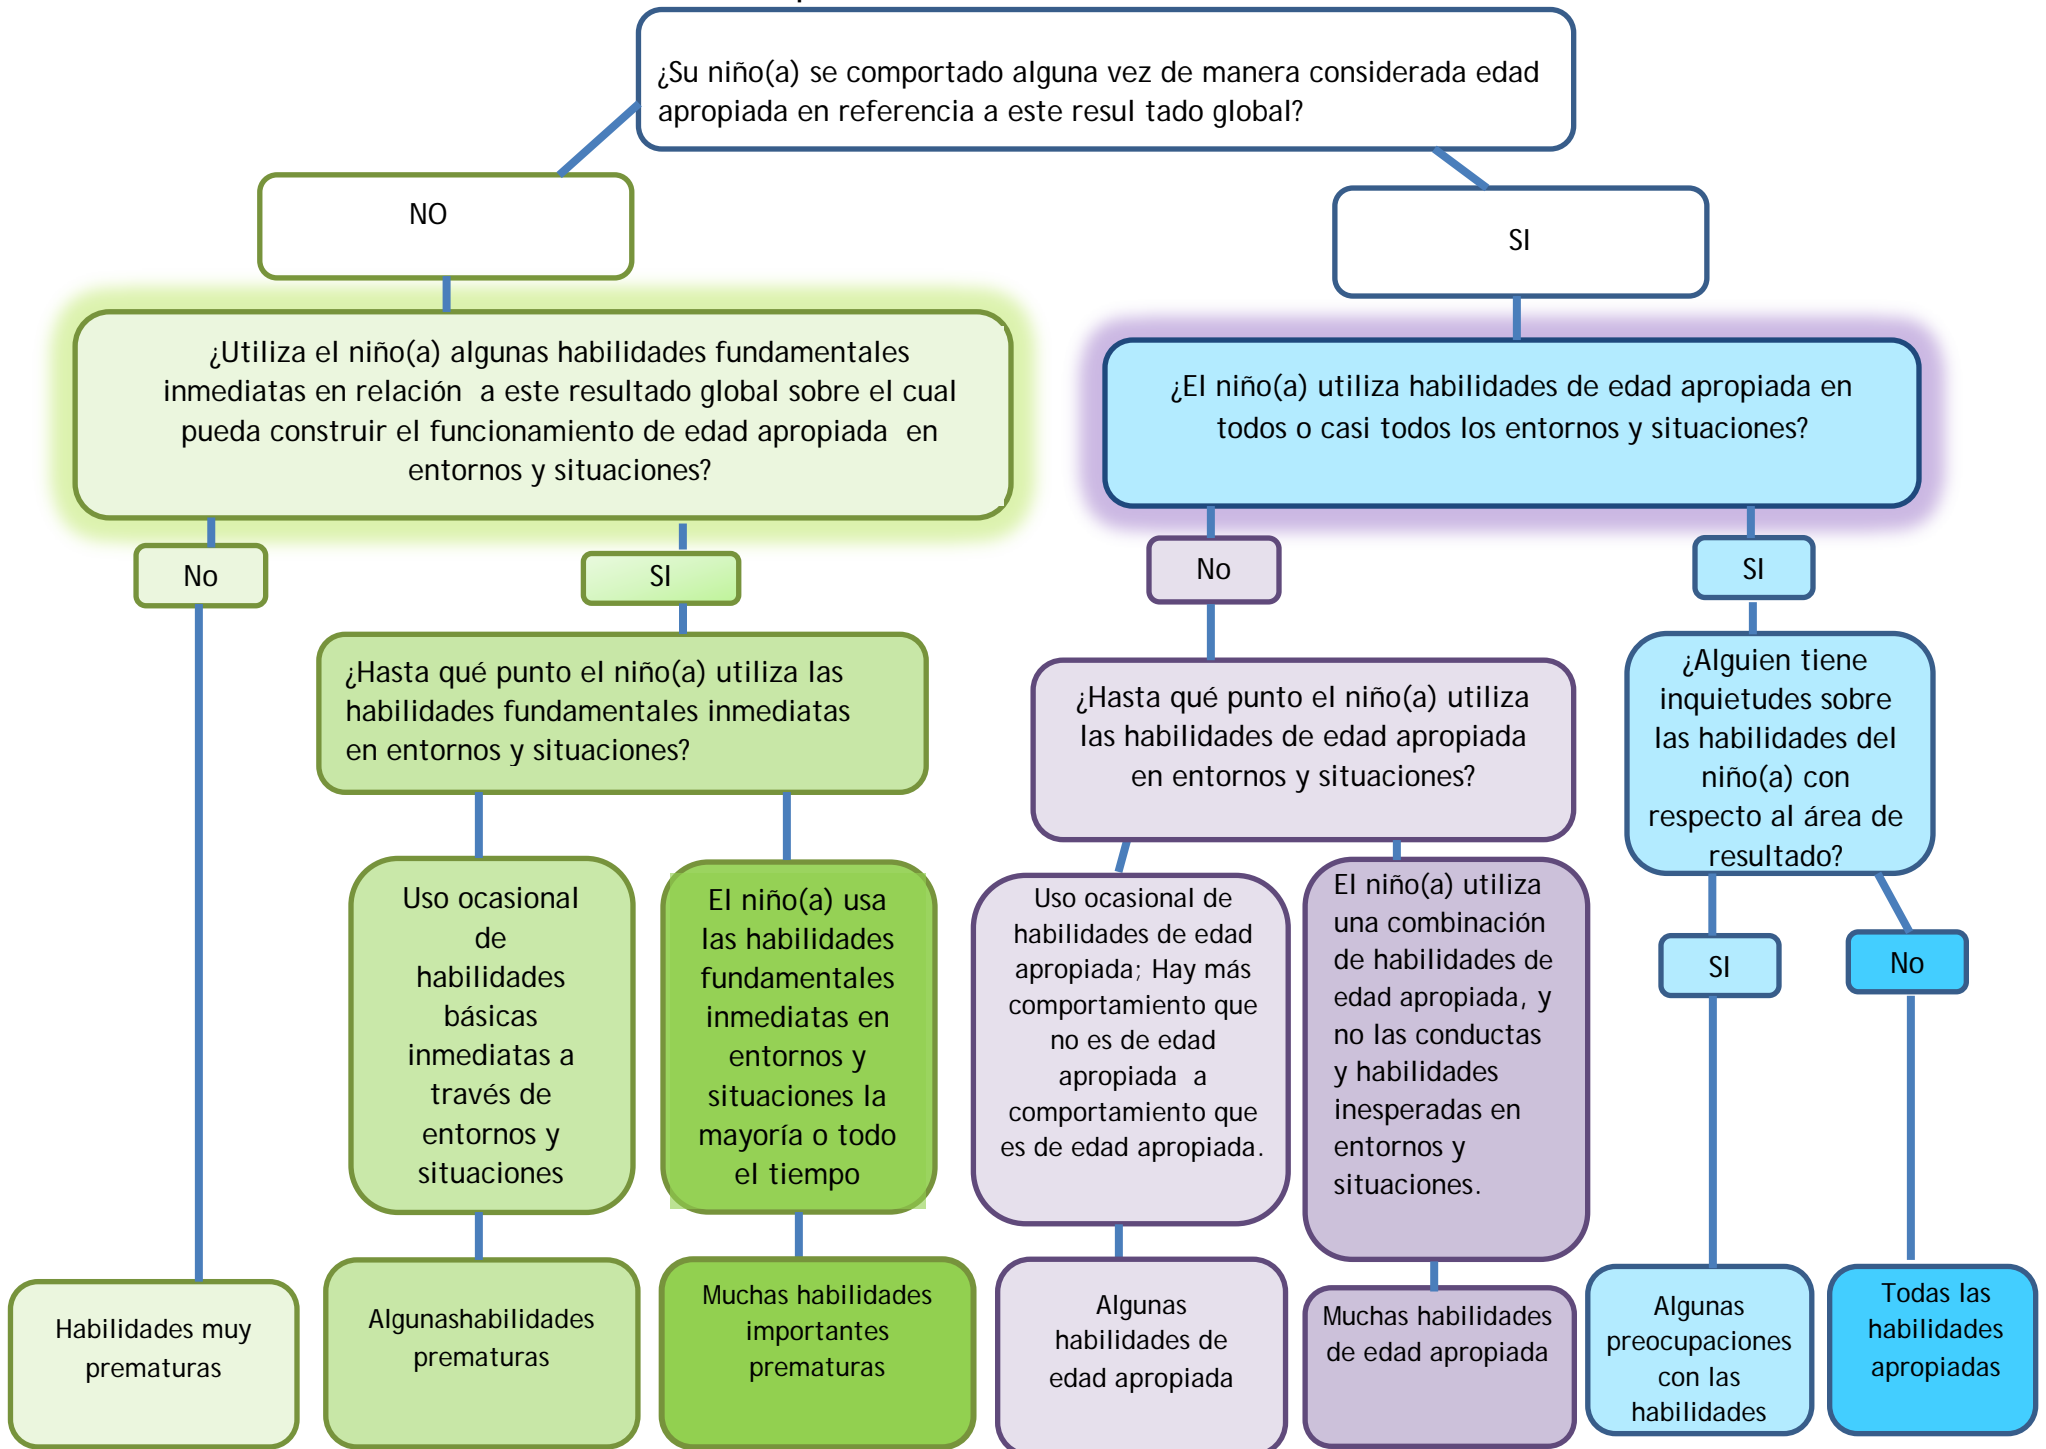 ¿Su niño(a) se comportado alguna vez de manera considerada edad
apropiada en referencia a este resul tado global?
NO
SI
¿Utiliza el niño(a) algunas habilidades fundamentales
inmediatas en relación a este resultado global sobre el cual
pueda construir el funcionamiento de edad apropiada en
entornos y situaciones?
¿El niño(a) utiliza habilidades de edad apropiada en
todos o casi todos los entornos y situaciones?
No
SI
No
SI
¿Hasta qué punto el niño(a) utiliza las
habilidades fundamentales inmediatas
en entornos y situaciones?
¿Hasta qué punto el niño(a) utiliza
las habilidades de edad apropiada
en entornos y situaciones?
¿Alguien tiene
inquietudes sobre
las habilidades del
niño(a) con
respecto al área de
resultado?
Uso ocasional
de
habilidades
básicas
inmediatas a
través de
entornos y
situaciones
El niño(a) usa
las habilidades
fundamentales
inmediatas en
entornos y
situaciones la
mayoría o todo
el tiempo
Uso ocasional de
habilidades de edad
apropiada; Hay más
comportamiento que
no es de edad
apropiada a
comportamiento que
es de edad apropiada.
El niño(a) utiliza
una combinación
de habilidades de
edad apropiada, y
no las conductas
y habilidades
inesperadas en
entornos y
situaciones.
SI
No
Habilidades muy
prematuras
Algunashabilidades
prematuras
Muchas habilidades
importantes
prematuras
Algunas
habilidades de
edad apropiada
Muchas habilidades
de edad apropiada
Algunas
preocupaciones
con las
habilidades
Todas las
habilidades
apropiadas